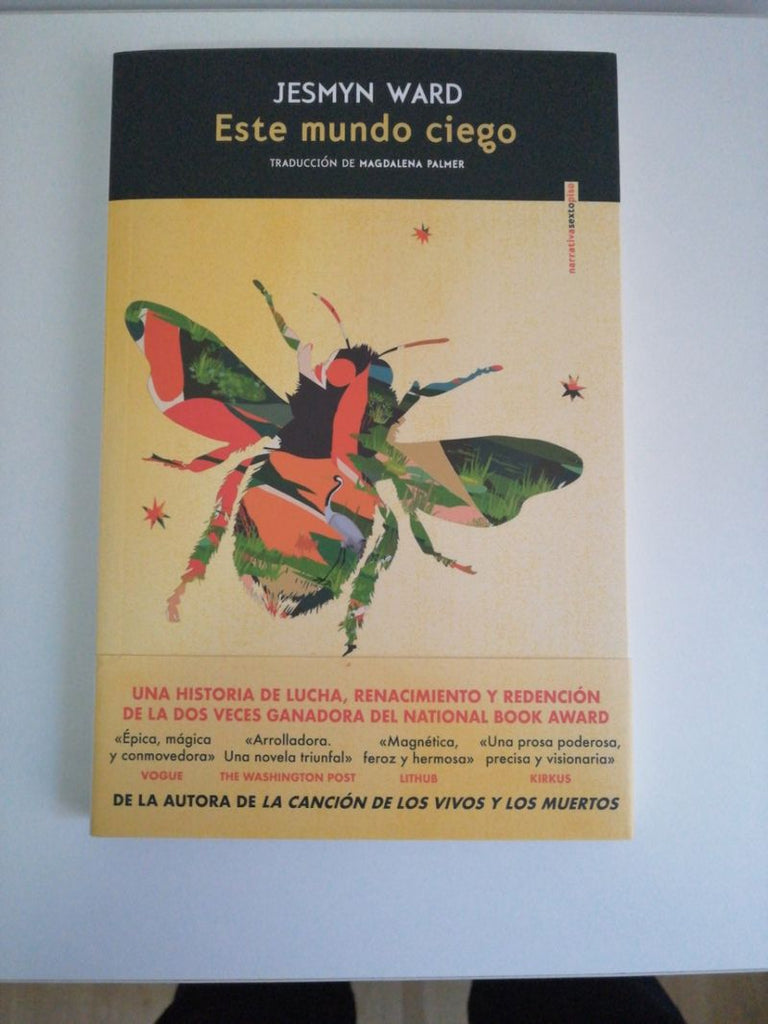 JESMYN WARD
Este mundo ciego
TRADUCCIÓN DE MAGDALENA PALMER
narrativasextopiso
UNA HISTORIA DE LUCHA, RENACIMIENTO Y REDENCIÓN
DE LA DOS VECES GANADORA DEL NATIONAL BOOK AWARD
«Épica, mágica
y conmovedora»
VOGUE
«Arrolladora.
Una novela triunfal»
THE WASHINGTON POST
«Magnética,
feroz y hermosa»
LITHUB
«Una prosa poderosa,
precisa y visionaria»
KIRKUS
DE LA AUTORA DE LA CANCIÓN DE LOS VIVOS Y LOS MUERTOS